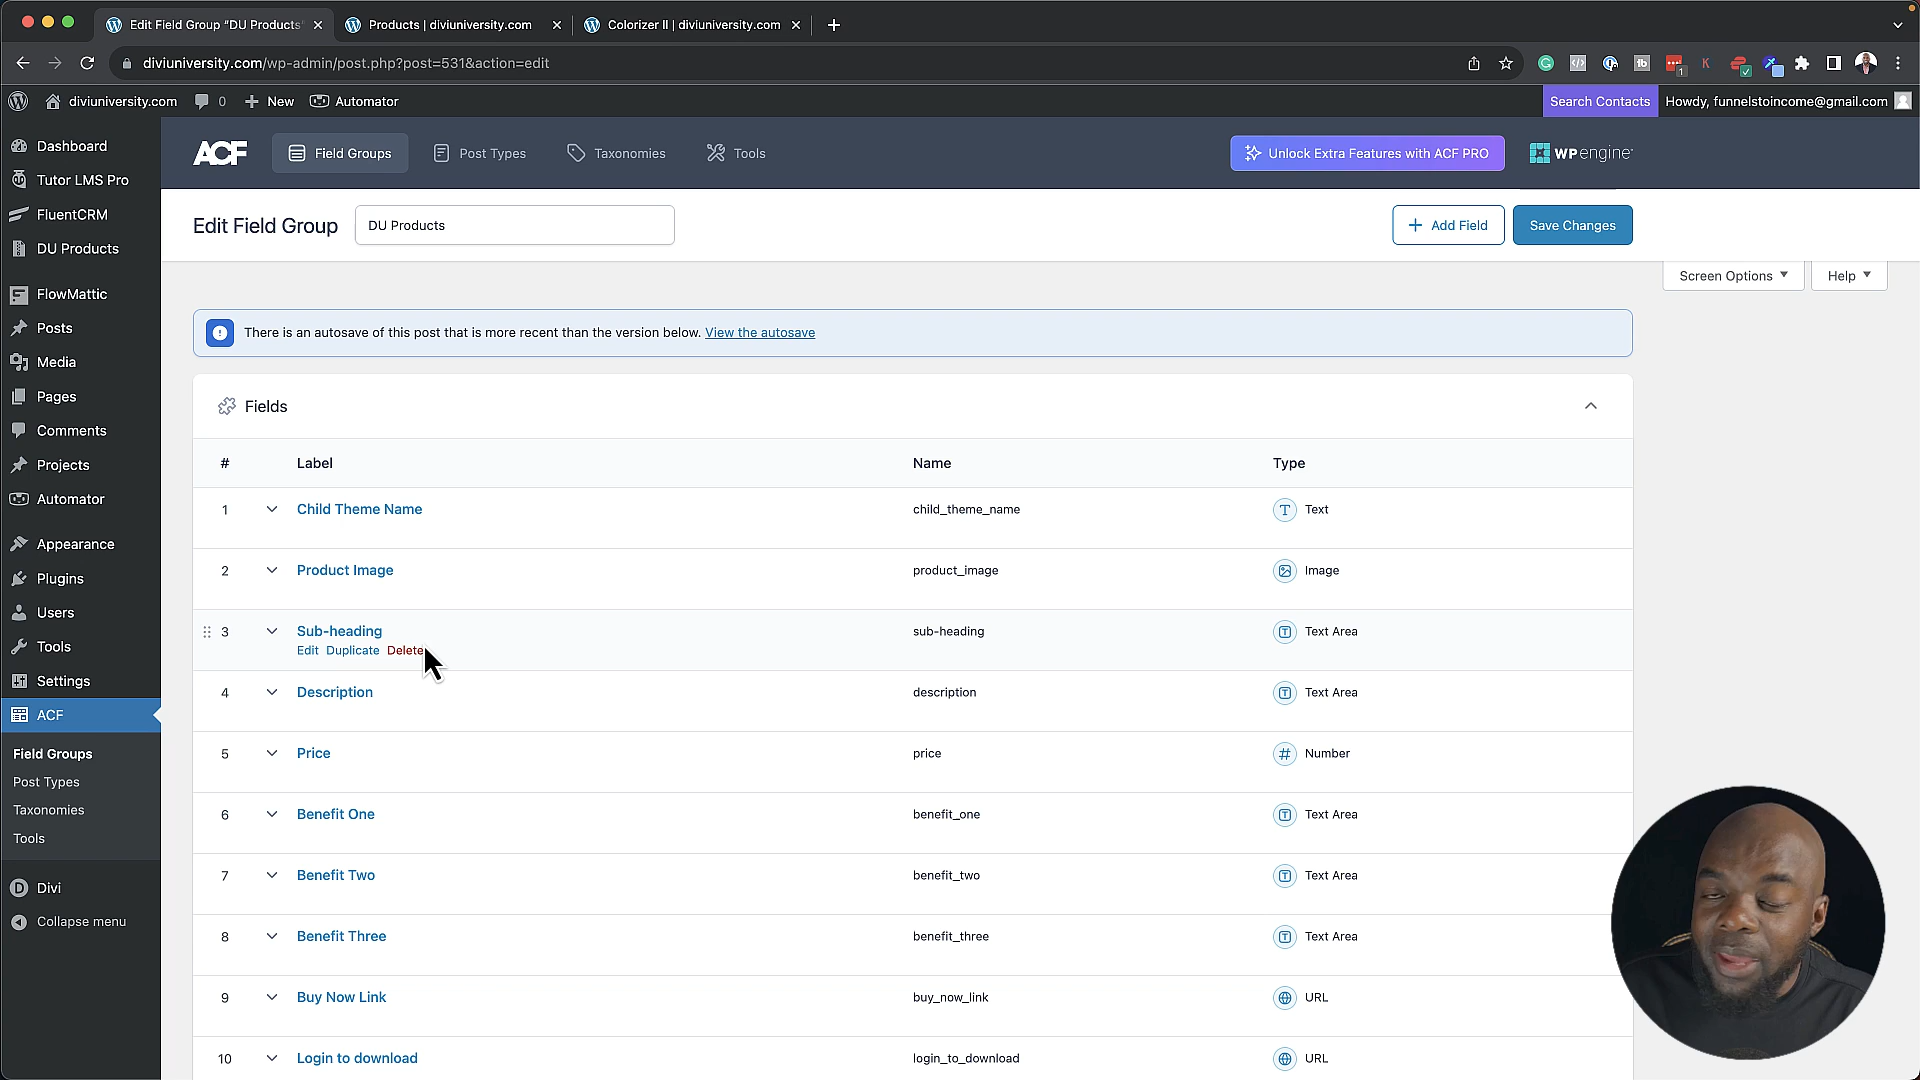 Edit Field Group “DU Products”
Products | diviuniversity.com
Colorizer II | diviuniversity.com
diviuniversity.com/wp-admin/post.php?post=531&action=edit
diviuniversity.com
0
New
Automator
Search Contacts
Howdy, funnelstoincome@gmail.com
Dashboard
Tutor LMS Pro
FluentCRM
DU Products
FlowMattic
Posts
Media
Pages
Comments
Projects
Automator
Appearance
Plugins
Users
Tools
Settings
ACF
Field Groups
Post Types
Taxonomies
Tools
Divi
Collapse menu
ACF
Field Groups
Post Types
Taxonomies
Tools
Unlock Extra Features with ACF PRO
WPengine
Edit Field Group
DU Products
+ Add Field
Save Changes
Screen Options
Help
There is an autosave of this post that is more recent than the version below. View the autosave
Fields
# Label Name Type
1 Child Theme Name child_theme_name Text
2 Product Image product_image Image
3 Sub-heading sub-heading Text Area
Edit Duplicate Delete
4 Description description Text Area
5 Price price Number
6 Benefit One benefit_one Text Area
7 Benefit Two benefit_two Text Area
8 Benefit Three benefit_three Text Area
9 Buy Now Link buy_now_link URL
10 Login to download login_to_download URL